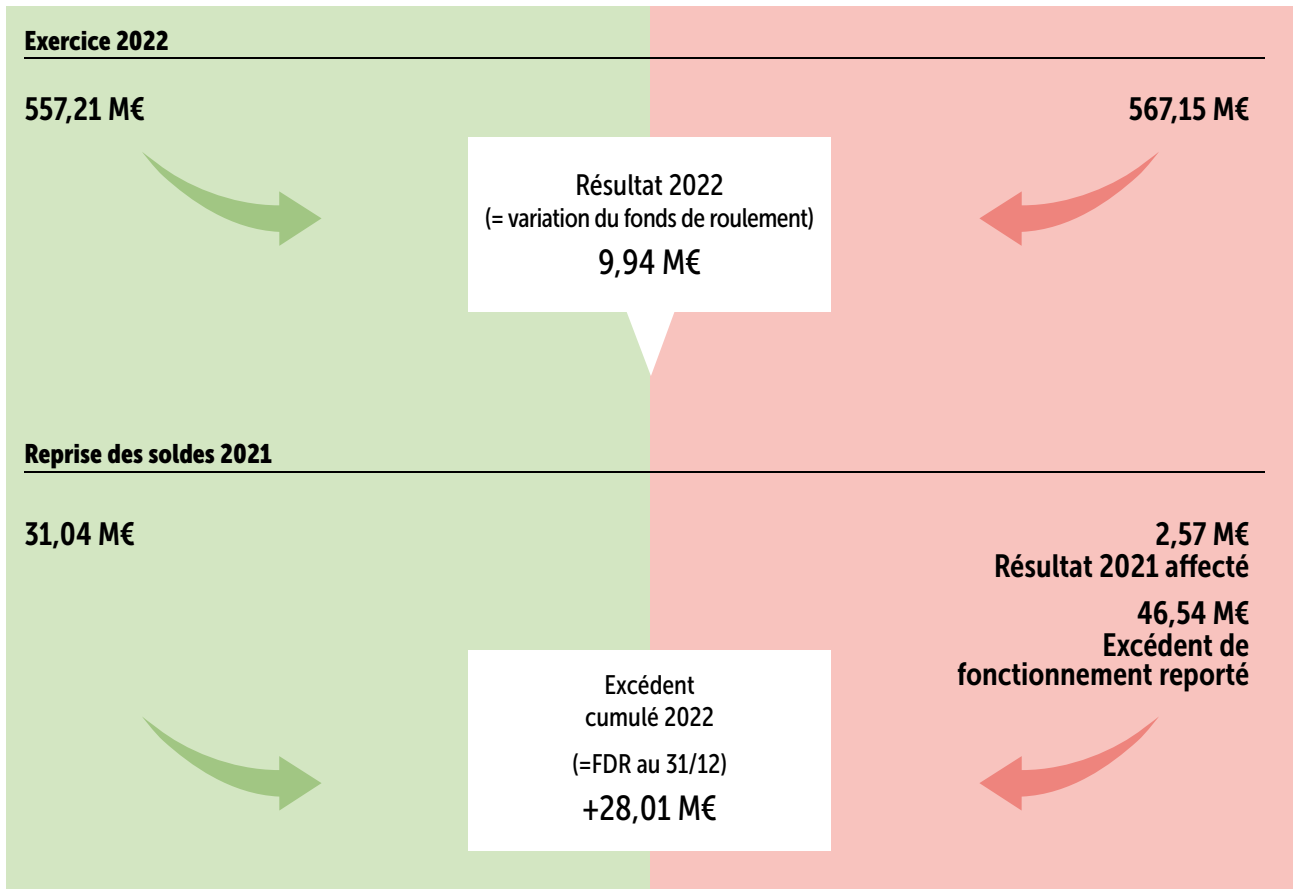 Exercice 2022
557,21 M€
567,15 M€
Résultat 2022
(= variation du fonds de roulement)
9,94 M€
Reprise des soldes 2021
31,04 M€
2,57 M€
Résultat 2021 affecté
46,54 M€
Excédent de
fonctionnement reporté
Excédent
cumulé 2022
(=FDR au 31/12)
+28,01 M€